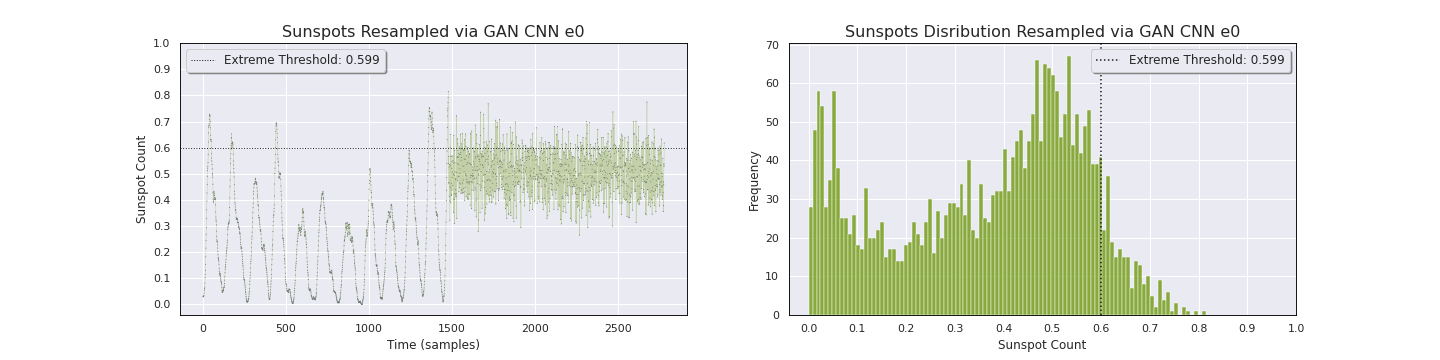 Sunspots Resampled via GAN CNN e0
Extreme Threshold: 0.599
Sunspot Count
1.0
0.9
0.8
0.7
0.6
0.5
0.4
0.3
0.2
0.1
0.0
0 500 1000 1500 2000 2500
Time (samples)
Sunspots Disribution Resampled via GAN CNN e0
Extreme Threshold: 0.599
Frequency
70
60
50
40
30
20
10
0
0.0 0.1 0.2 0.3 0.4 0.5 0.6 0.7 0.8 0.9 1.0
Sunspot Count